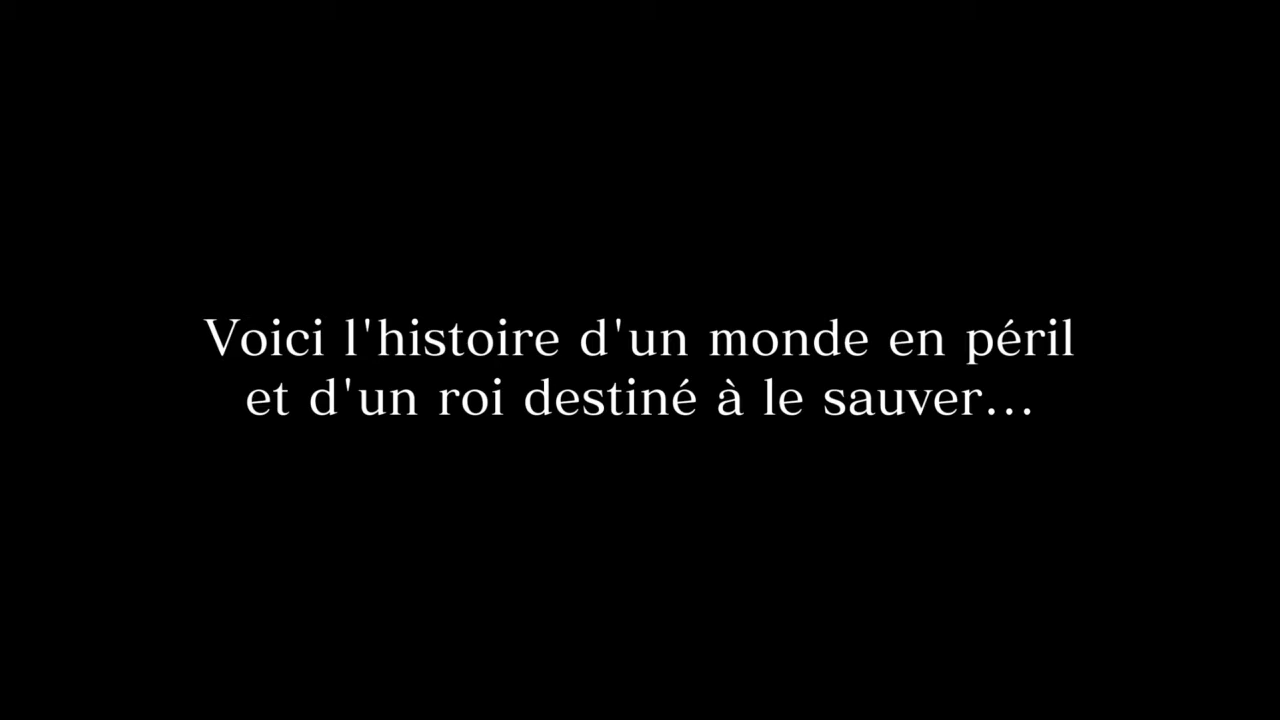 Voici l'histoire d'un monde en péril
et d'un roi destiné à le sauver...